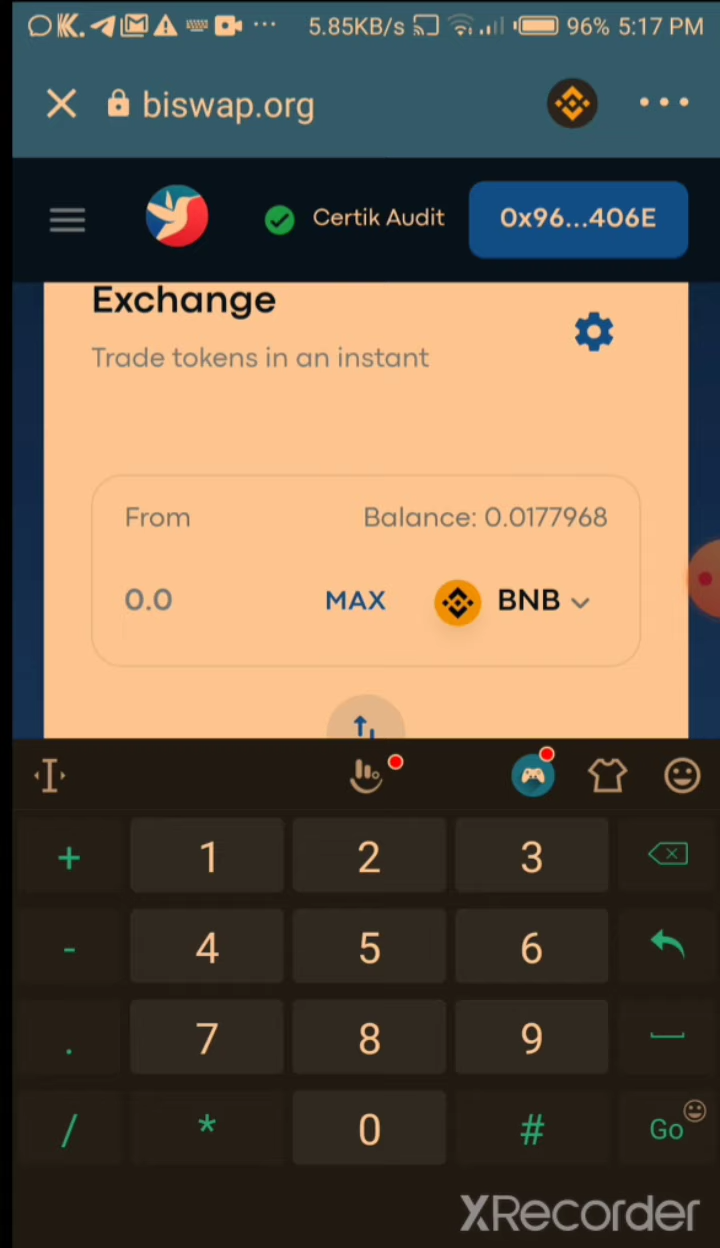 5.85KB/s 96% 5:17 PM
biswap.org
Certik Audit 0x96...406E
Exchange
Trade tokens in an instant
From Balance: 0.0177968
0.0 MAX BNB
+ 1 2 3
- 4 5 6
. 7 8 9
/ * 0 # Go
XRecorder